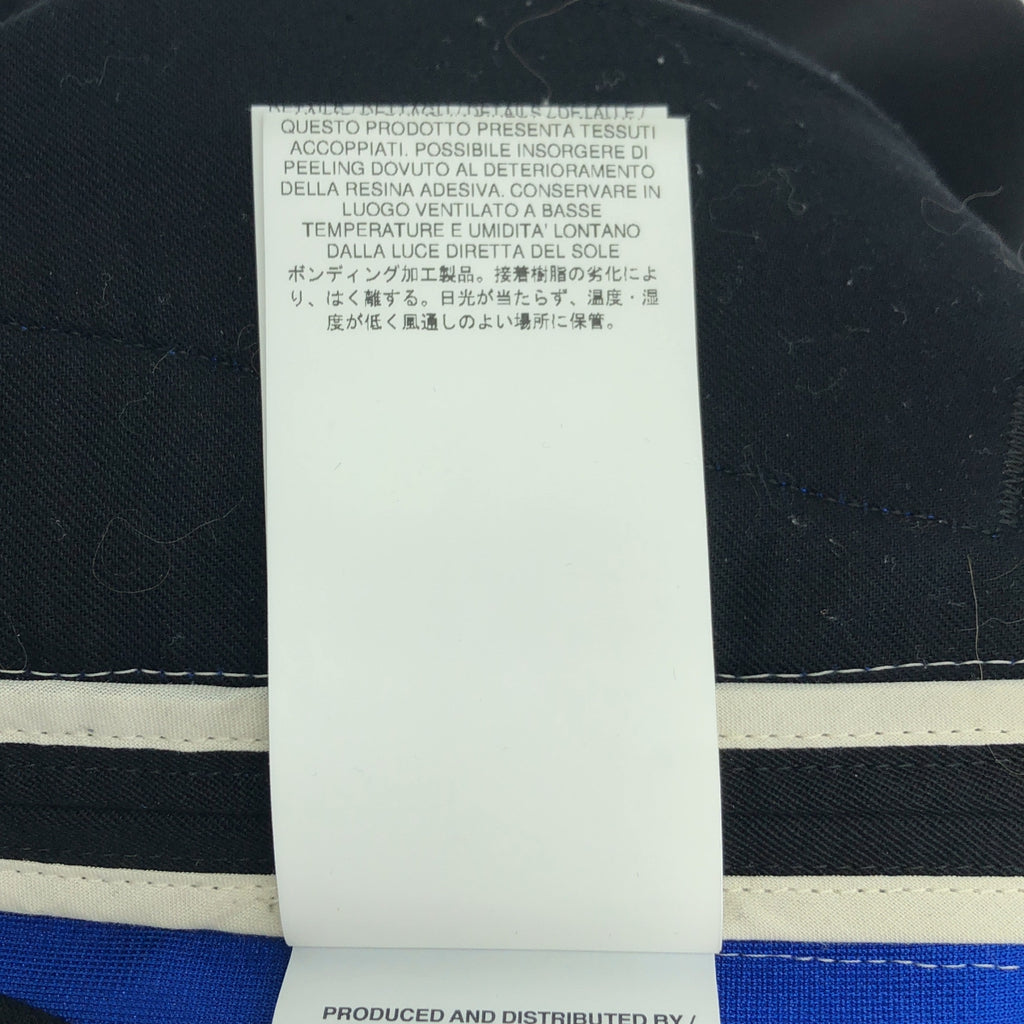 QUESTO PRODOTTO PRESENTA TESSUTI
ACCOPPIATI. POSSIBILE INSORGERE DI
PEELING DOVUTO AL DETERIORAMENTO
DELLA RESINA ADESIVA. CONSERVARE IN
LUOGO VENTILATO A BASSE
TEMPERATURE E UMIDITA' LONTANO
DALLA LUCE DIRETTA DEL SOLE
ボンディング加工製品。接着樹脂の劣化によ
り、はく離する。日光が当たらず、温度・湿
度が低く風通しのよい場所に保管。
PRODUCED AND DISTRIBUTED BY /